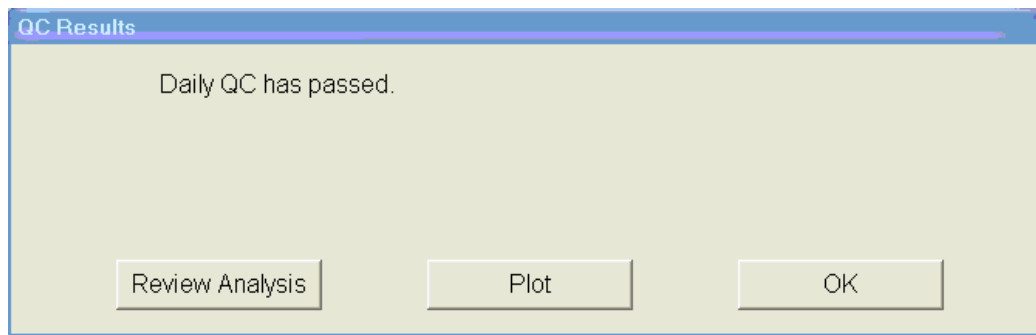 QC Results
Daily QC has passed.
Review Analysis
Plot
OK